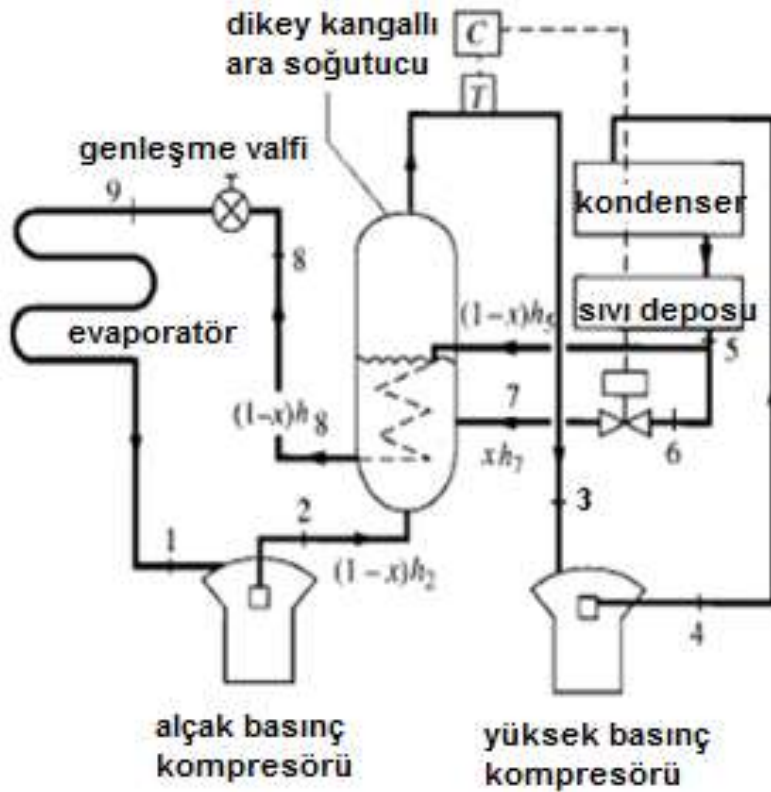 dikey kangallı
ara soğutucu
C
T
genleşme valfi
9
8
kondenser
sıvı deposu
(1-x)h5
5
evaporatör
(1-x)h8
7
xh7
6
3
1
2
(1-x)h2
4
alçak basınç
kompresörü
yüksek basınç
kompresörü